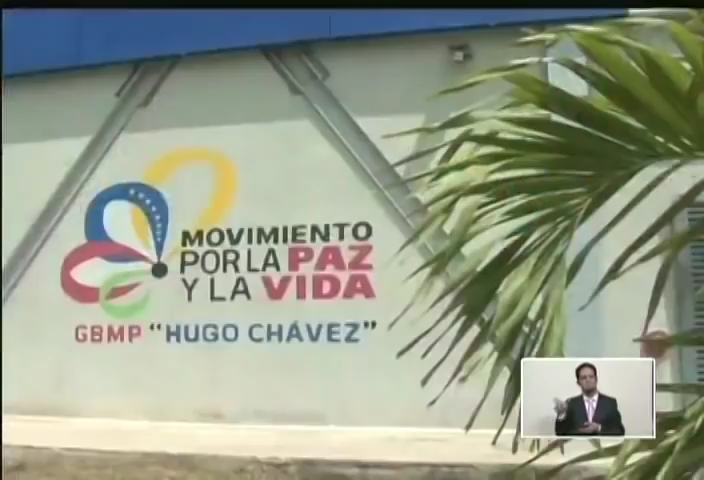 MOVIMIENTO
POR LA PAZ
Y LA VIDA
GBMP "HUGO CHÁVEZ"